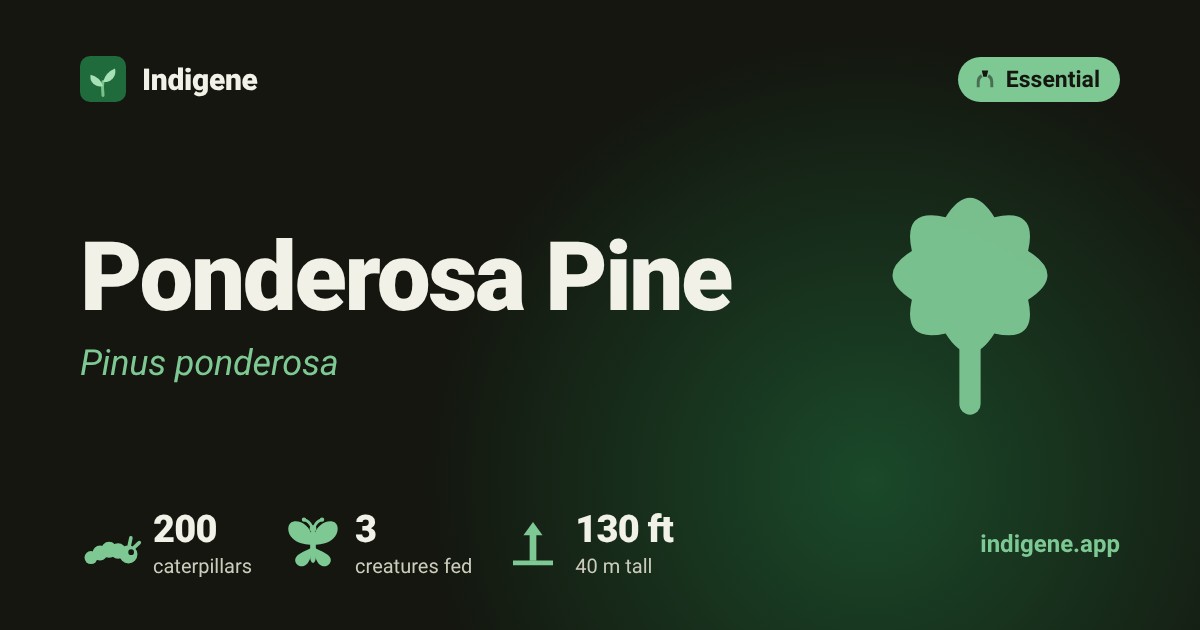 Indigene
Essential
Ponderosa Pine
Pinus ponderosa
200
caterpillars
3
creatures fed
130 ft
40 m tall
indigene.app